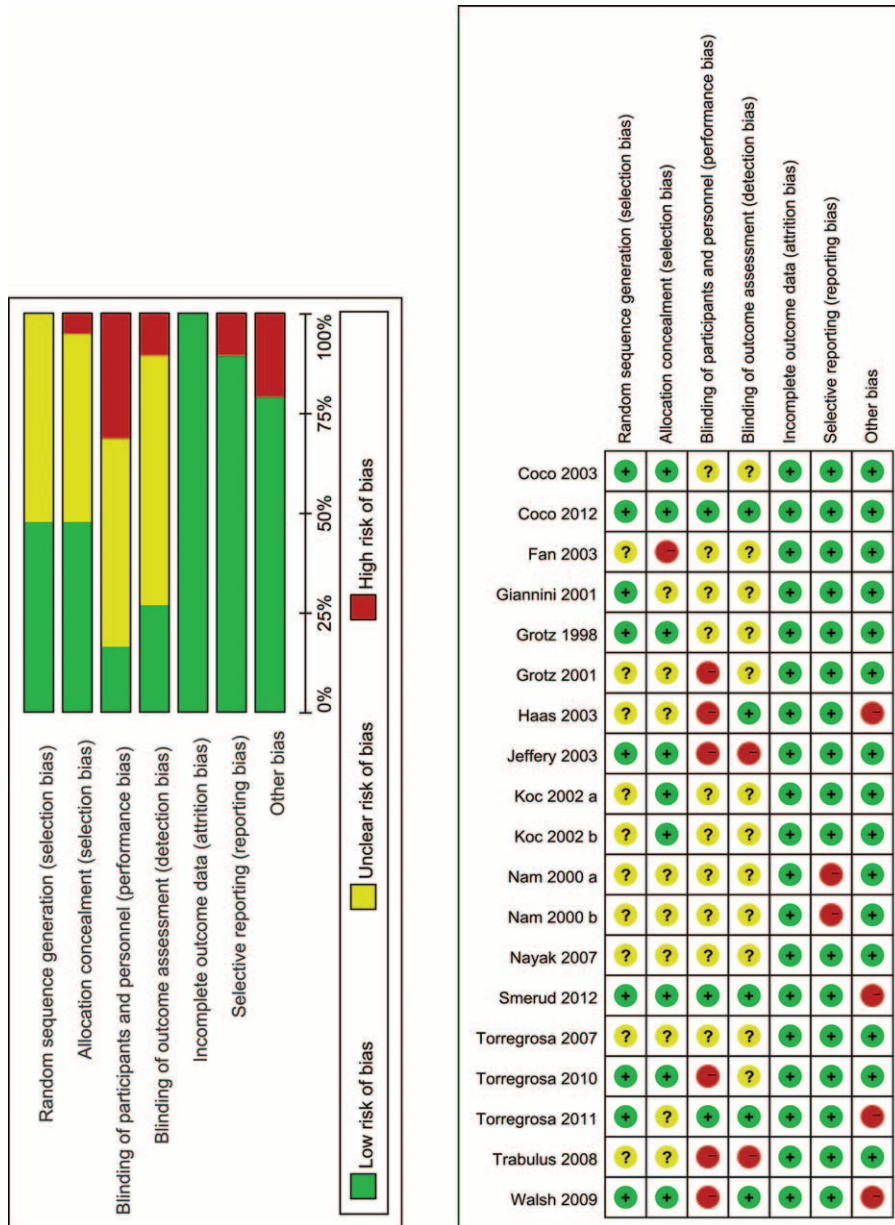 Random sequence generation (selection bias)
Allocation concealment (selection bias)
Blinding of participants and personnel (performance bias)
Blinding of outcome assessment (detection bias)
Incomplete outcome data (attrition bias)
Selective reporting (reporting bias)
Other bias
0%
25%
50%
75%
100%
Low risk of bias
Unclear risk of bias
High risk of bias
Random sequence generation (selection bias)
Allocation concealment (selection bias)
Blinding of participants and personnel (performance bias)
Blinding of outcome assessment (detection bias)
Incomplete outcome data (attrition bias)
Selective reporting (reporting bias)
Other bias
Coco 2003 + + ? ? + + +
Coco 2012 + + + + + + +
Fan 2003 ? - ? ? + + +
Giannini 2001 + ? ? ? + + +
Grotz 1998 + + ? ? + + +
Grotz 2001 ? ? - ? + + +
Haas 2003 ? ? - + + + -
Jeffery 2003 + + - - + + +
Koc 2002 a ? + ? ? + + +
Koc 2002 b ? + ? ? + + +
Nam 2000 a ? ? ? ? + - +
Nam 2000 b ? ? ? ? + - +
Nayak 2007 ? ? ? ? + + +
Smerud 2012 + + + + + + -
Torregrosa 2007 ? ? ? ? + + +
Torregrosa 2010 + + - ? + + +
Torregrosa 2011 + ? + + + + -
Trabulus 2008 ? ? - - + + +
Walsh 2009 + + - + + + -